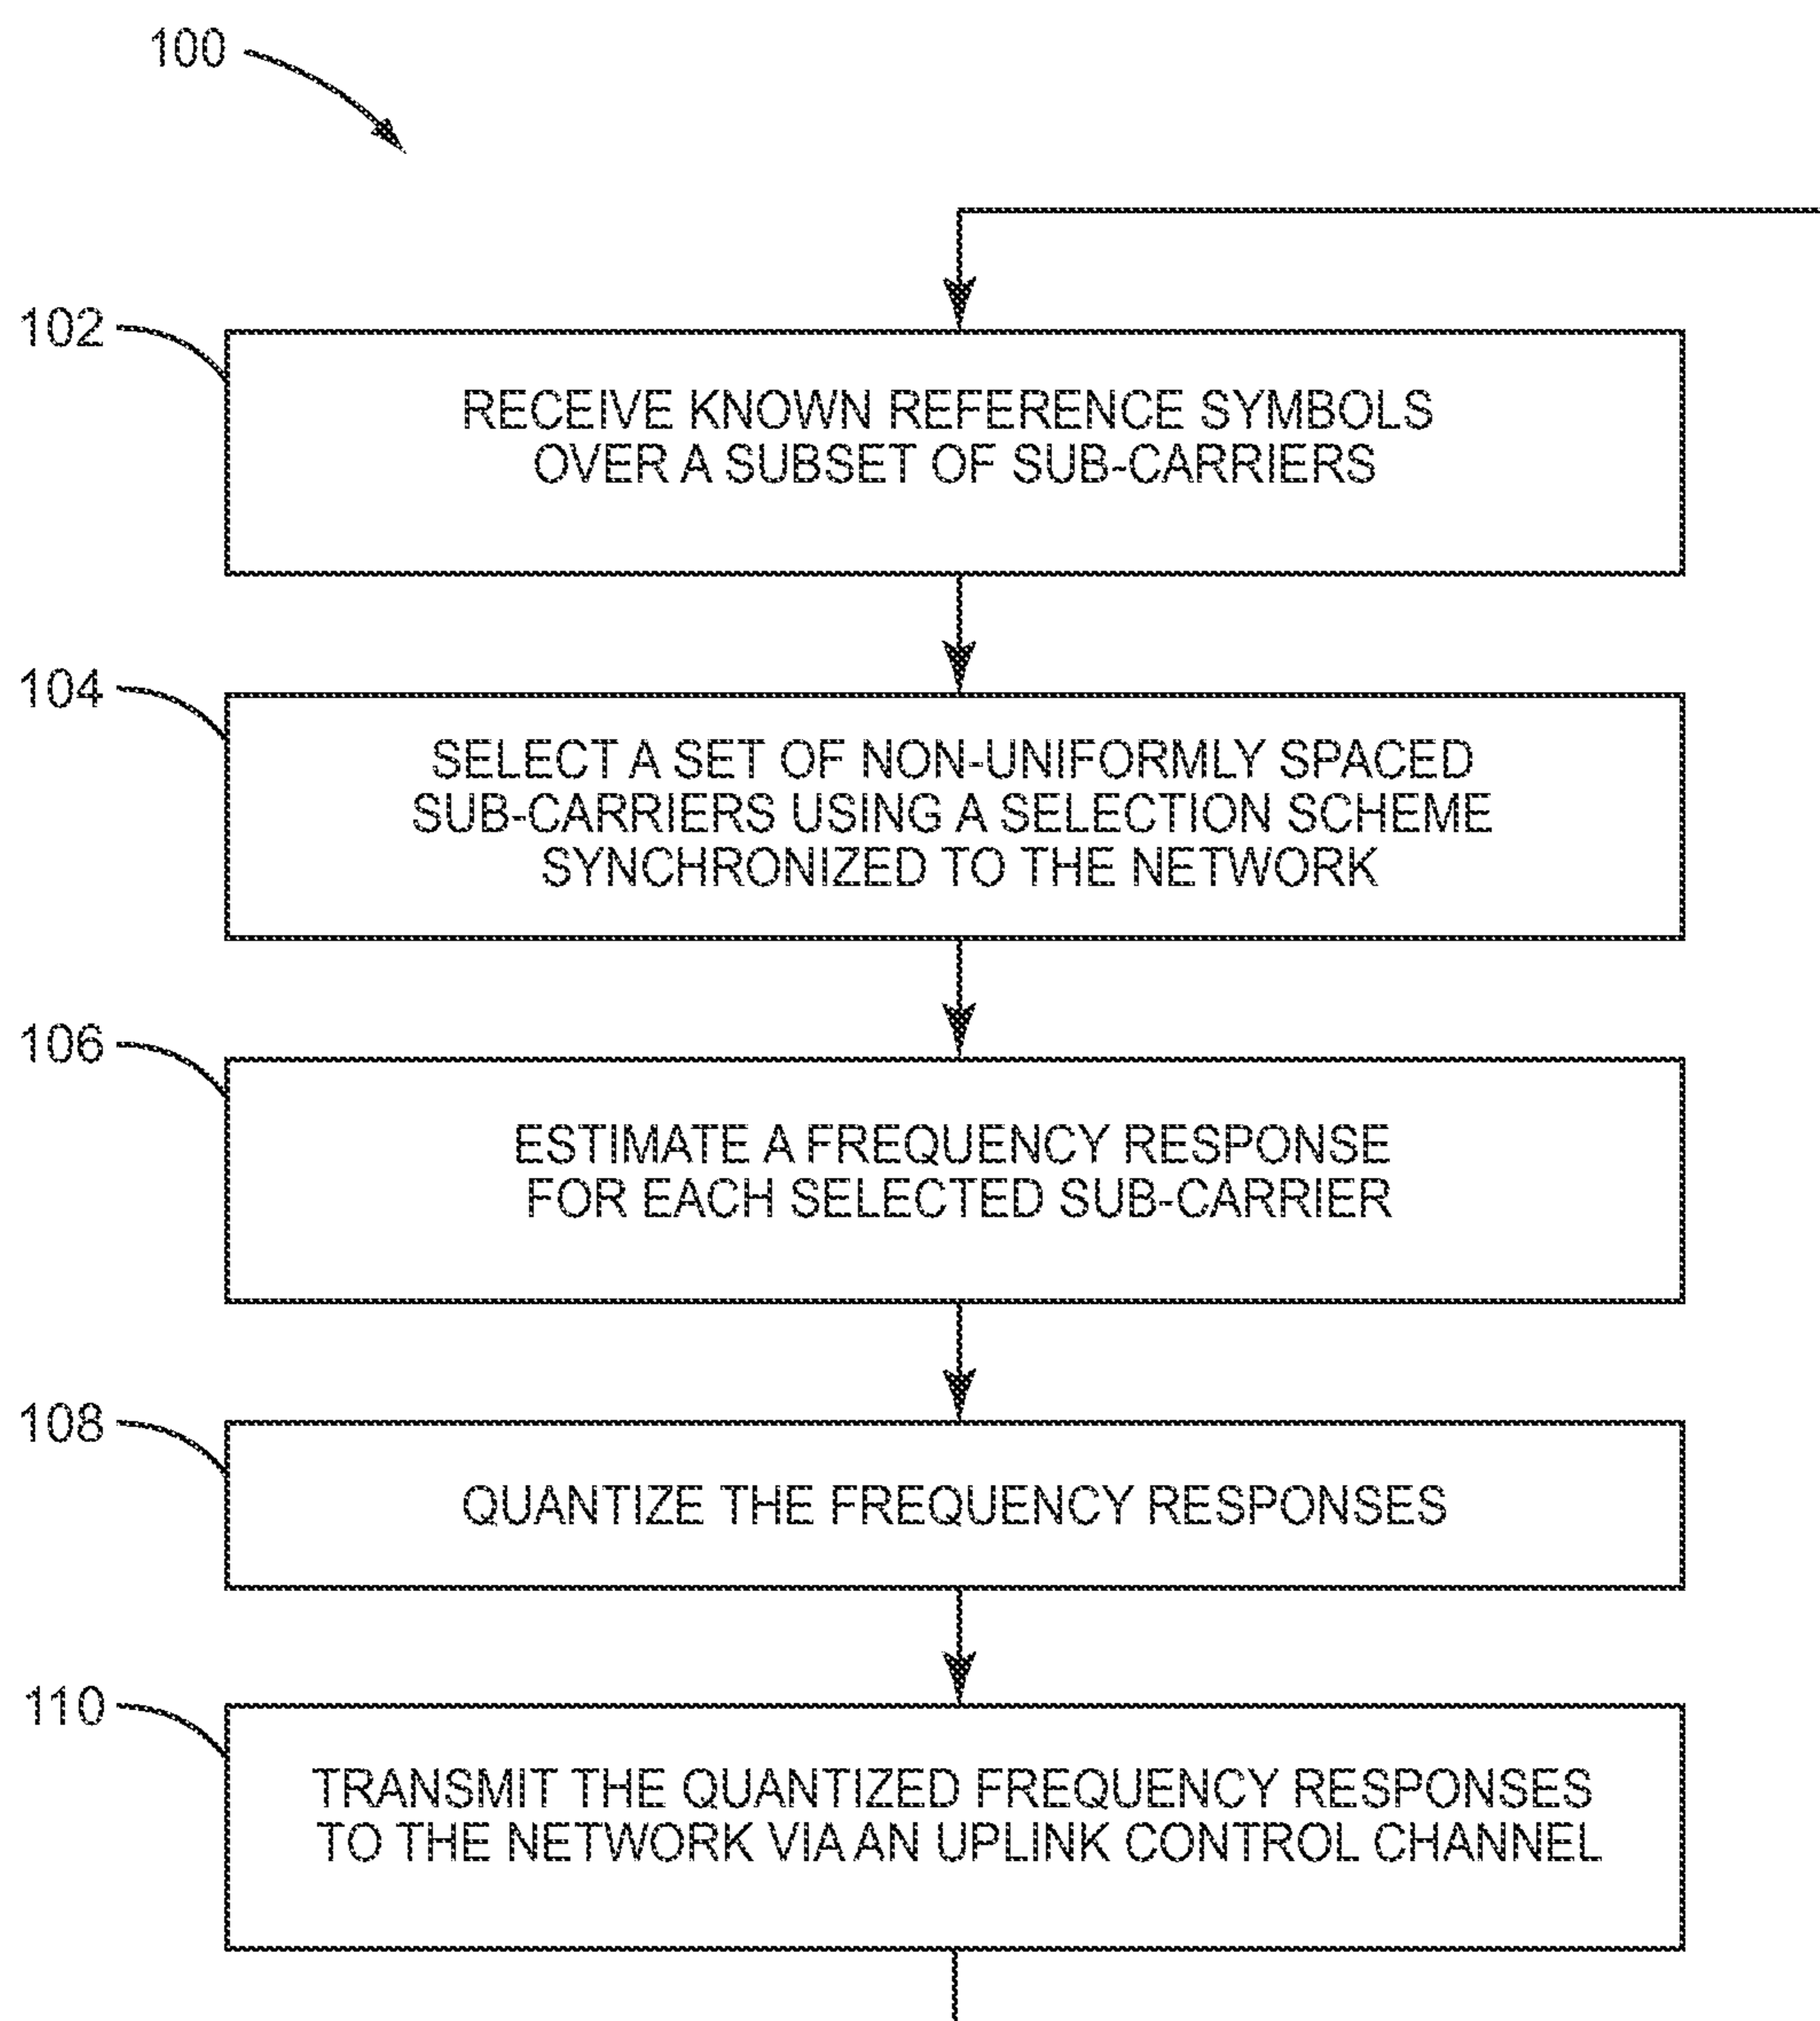 100
102
RECEIVE KNOWN REFERENCE SYMBOLS
OVER A SUBSET OF SUB-CARRIERS
104
SELECT A SET OF NON-UNIFORMLY SPACED
SUB-CARRIERS USING A SELECTION SCHEME
SYNCHRONIZED TO THE NETWORK
106
ESTIMATE A FREQUENCY RESPONSE
FOR EACH SELECTED SUB-CARRIER
108
QUANTIZE THE FREQUENCY RESPONSES
110
TRANSMIT THE QUANTIZED FREQUENCY RESPONSES
TO THE NETWORK VIA AN UPLINK CONTROL CHANNEL